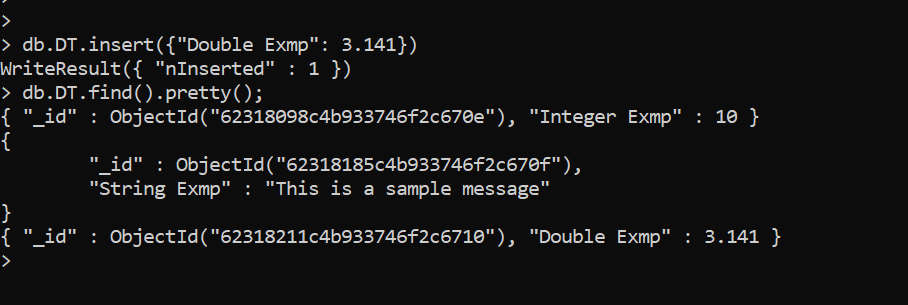 >
>
> db.DT.insert({"Double Exmp": 3.141})
WriteResult({ "nInserted" : 1 })
> db.DT.find().pretty();
{ "_id" : ObjectId("62318098c4b933746f2c670e"), "Integer Exmp" : 10 }
{
        "_id" : ObjectId("62318185c4b933746f2c670f"),
        "String Exmp" : "This is a sample message"
}
{ "_id" : ObjectId("62318211c4b933746f2c6710"), "Double Exmp" : 3.141 }
>